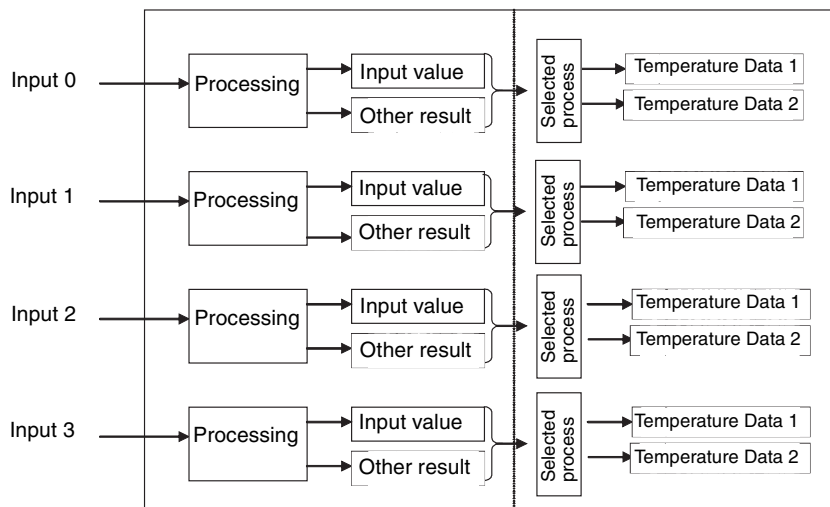 Input 0
Processing
Input value
Other result
Selected process
Temperature Data 1
Temperature Data 2
Input 1
Processing
Input value
Other result
Selected process
Temperature Data 1
Temperature Data 2
Input 2
Processing
Input value
Other result
Selected process
Temperature Data 1
Temperature Data 2
Input 3
Processing
Input value
Other result
Selected process
Temperature Data 1
Temperature Data 2